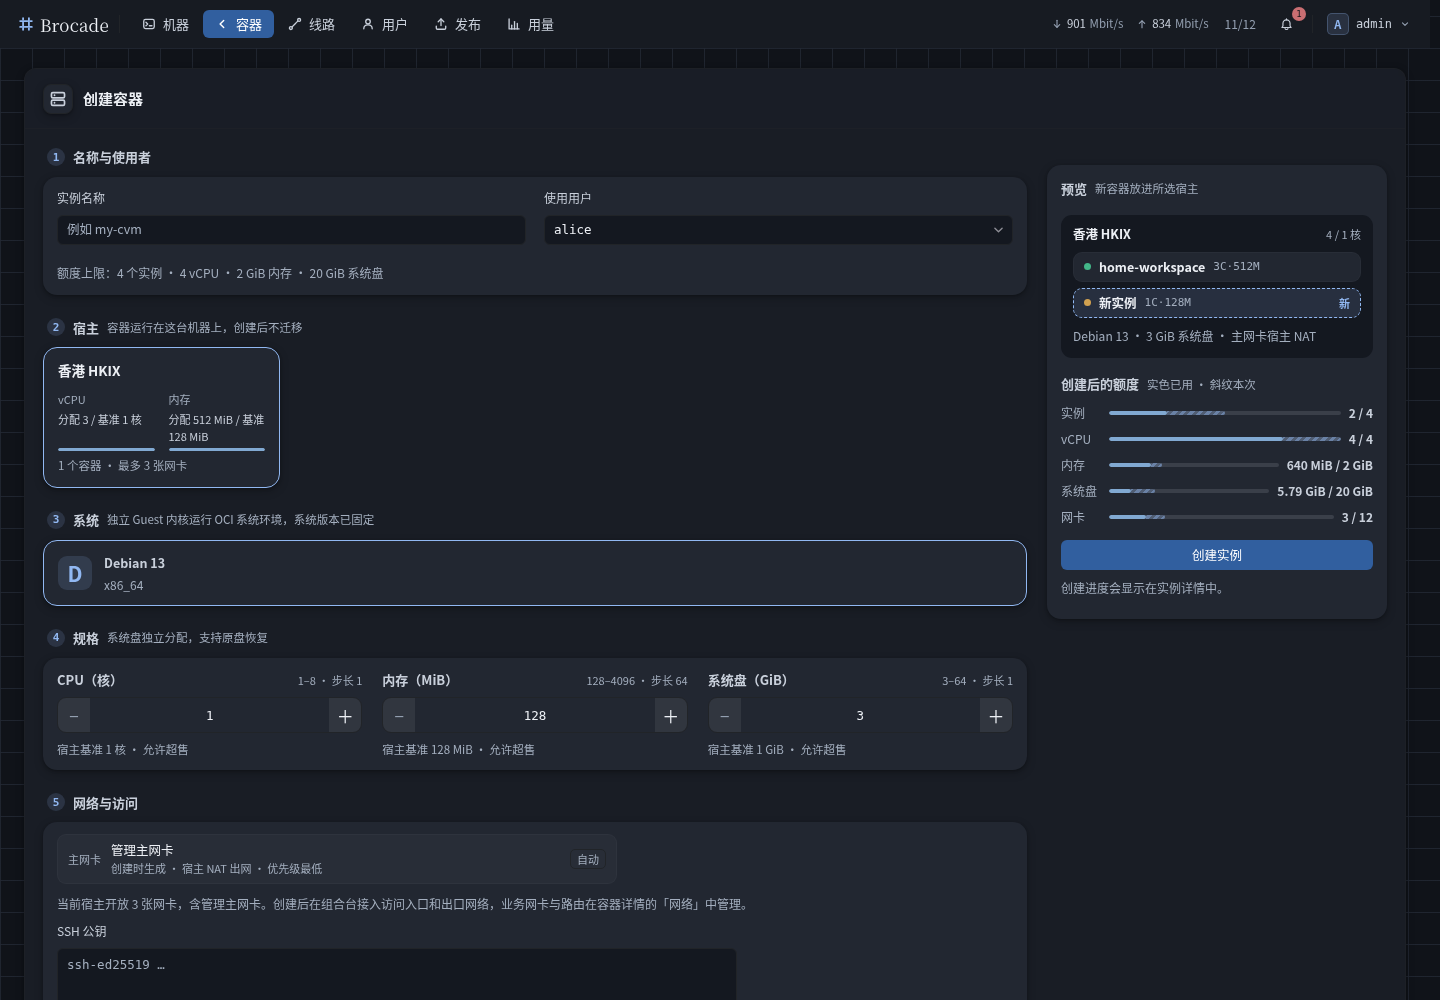 Brocade 机器 容器 线路 用户 发布 用量 ↓ 901 Mbit/s ↑ 834 Mbit/s 11/12 1 A admin
创建容器
1 名称与使用者
实例名称 使用用户
例如 my-cvm alice
额度上限：4 个实例 · 4 vCPU · 2 GiB 内存 · 20 GiB 系统盘
2 宿主 容器运行在这台机器上，创建后不迁移
香港 HKIX
vCPU 内存
分配 3 / 基准 1 核 分配 512 MiB / 基准
128 MiB
1 个容器 · 最多 3 张网卡
3 系统 独立 Guest 内核运行 OCI 系统环境，系统版本已固定
D Debian 13
x86_64
4 规格 系统盘独立分配，支持原盘恢复
CPU（核） 1–8 · 步长 1 内存（MiB） 128–4096 · 步长 64 系统盘（GiB） 3–64 · 步长 1
− 1 + − 128 + − 3 +
宿主基准 1 核 · 允许超售 宿主基准 128 MiB · 允许超售 宿主基准 1 GiB · 允许超售
5 网络与访问
主网卡 管理主网卡 自动
创建时生成 · 宿主 NAT 出网 · 优先级最低
当前宿主开放 3 张网卡，含管理主网卡。创建后在组合台接入访问入口和出口网络，业务网卡与路由在容器详情的「网络」中管理。
SSH 公钥
ssh-ed25519 …
预览 新容器放进所选宿主
香港 HKIX 4 / 1 核
home-workspace 3C·512M
新实例 1C·128M 新
Debian 13 · 3 GiB 系统盘 · 主网卡宿主 NAT
创建后的额度 实色已用 · 斜纹本次
实例 2 / 4
vCPU 4 / 4
内存 640 MiB / 2 GiB
系统盘 5.79 GiB / 20 GiB
网卡 3 / 12
创建实例
创建进度会显示在实例详情中。